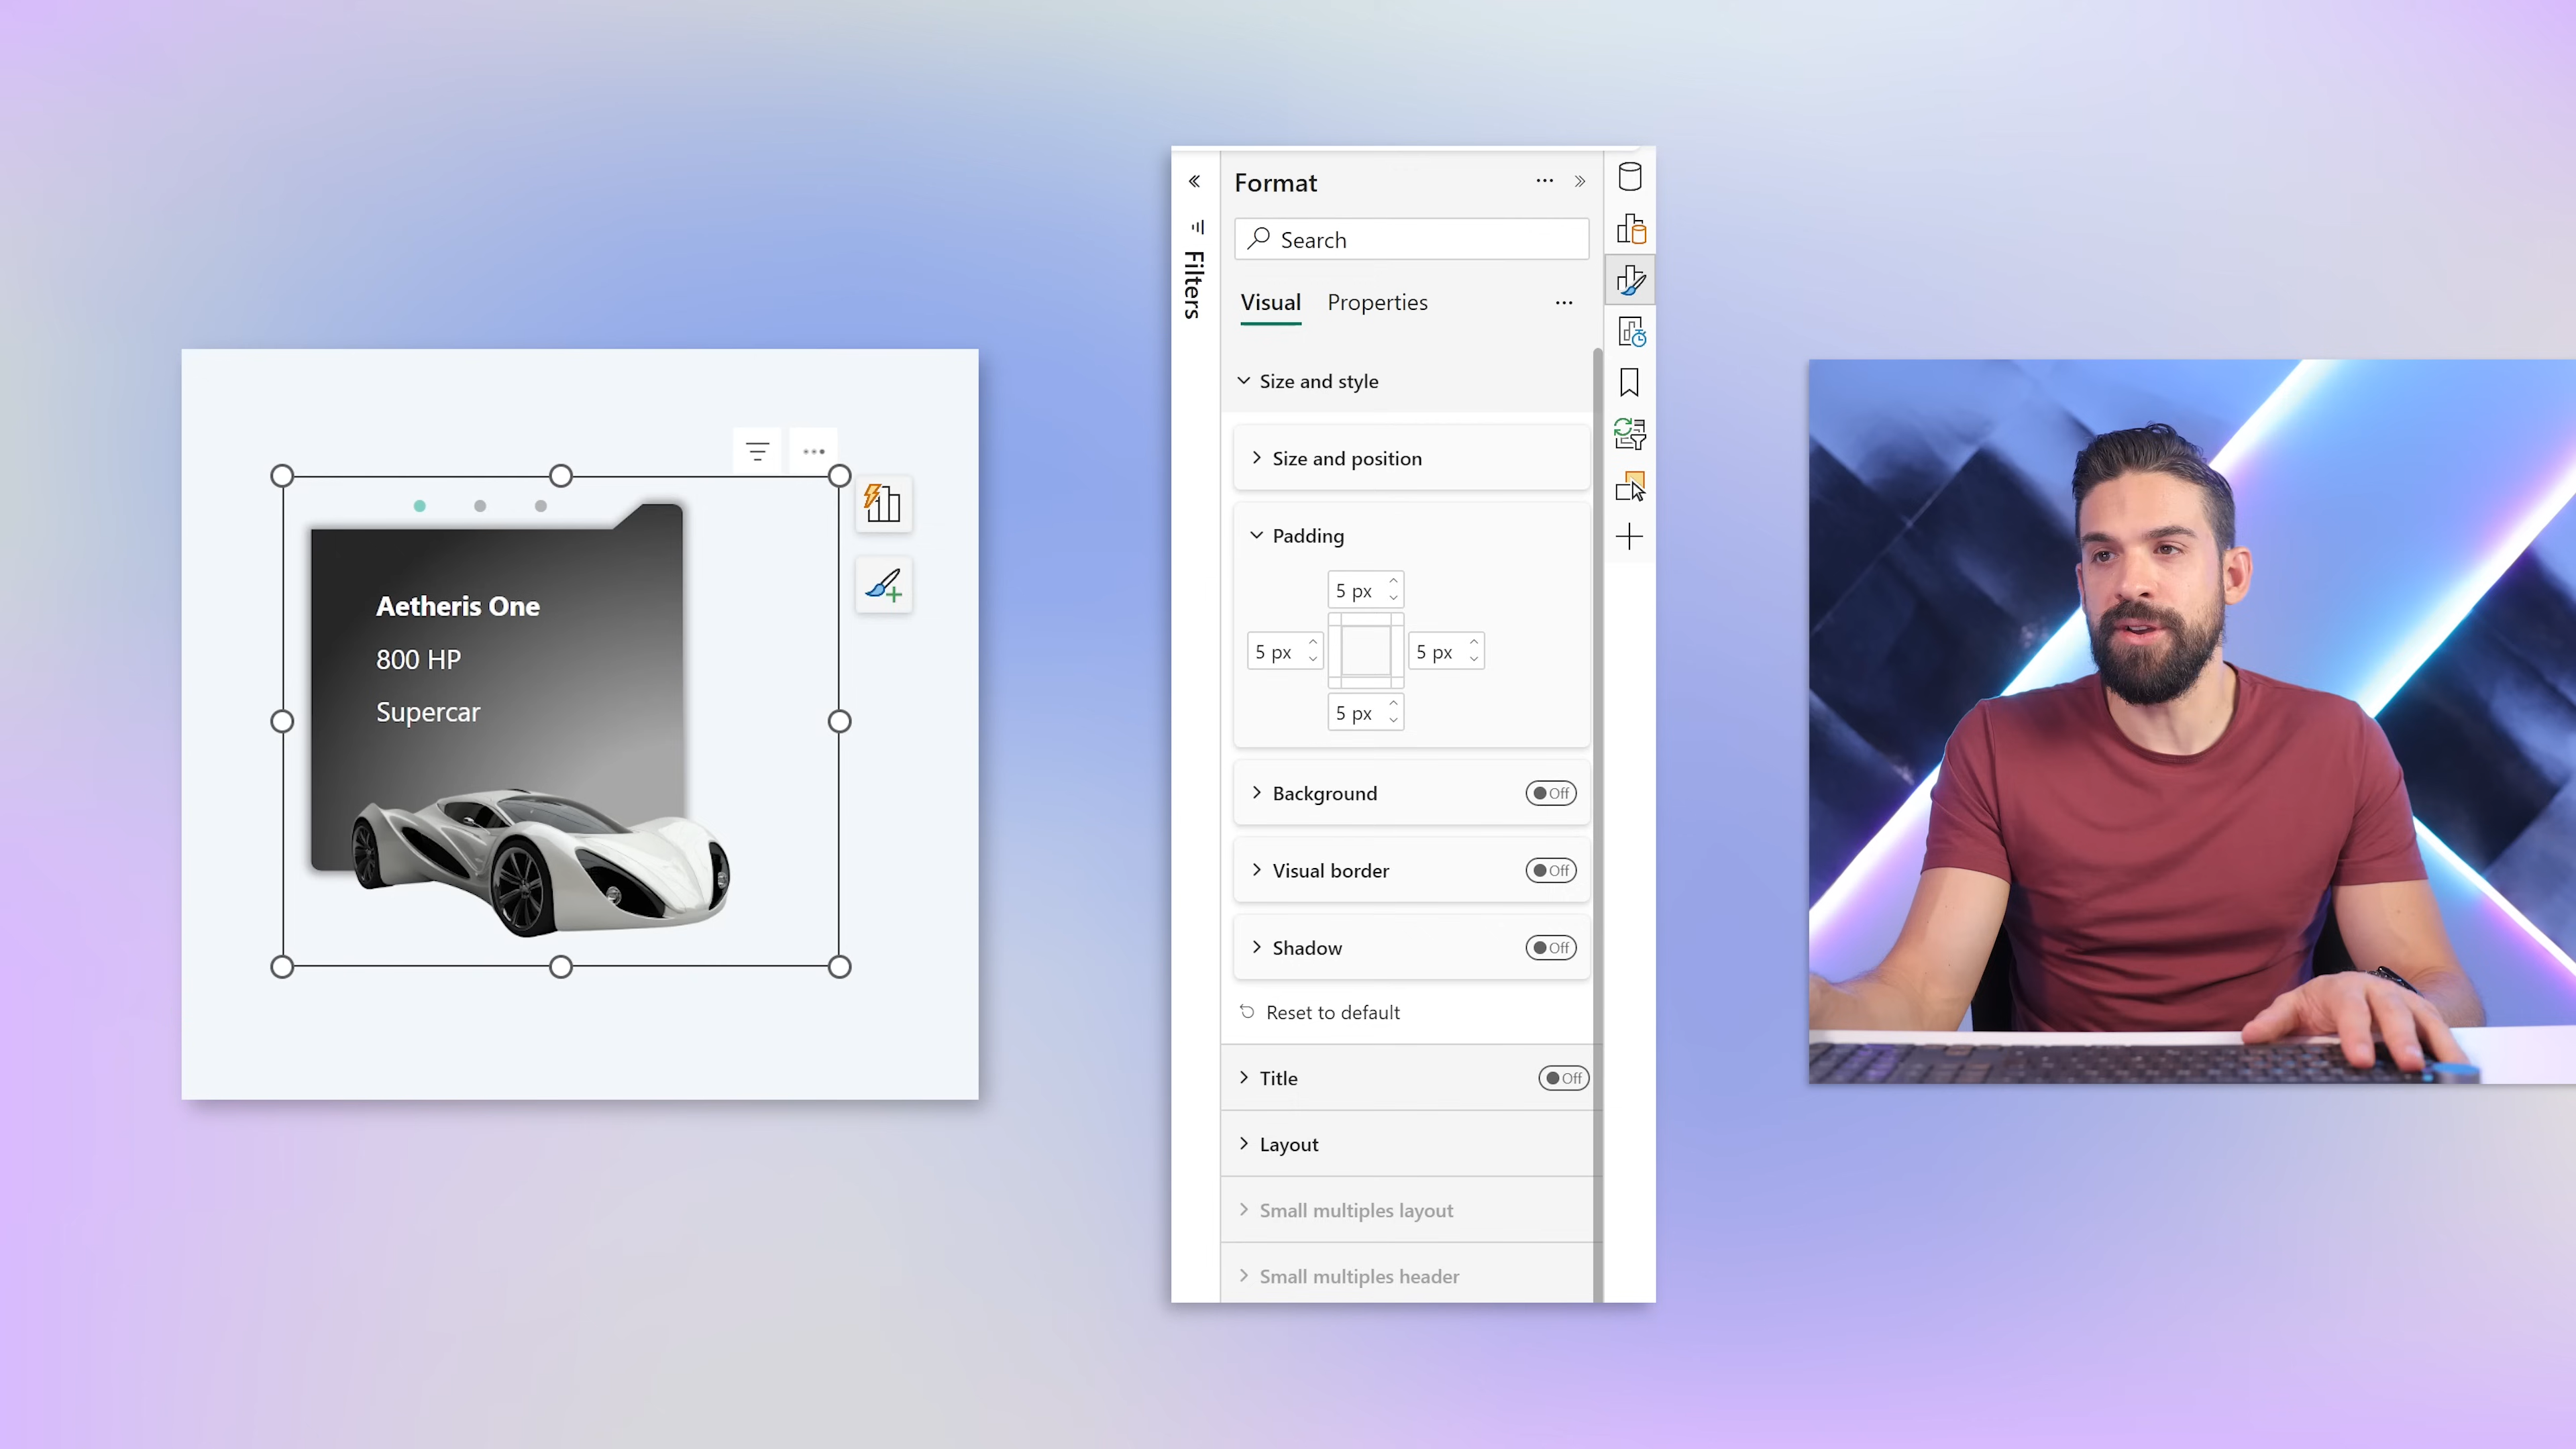 Aetheris One
800 HP
Supercar
Filters
Format
Search
Visual Properties
Size and style
Size and position
Padding
5 px
5 px 5 px
5 px
Background Off
Visual border Off
Shadow Off
Reset to default
Title Off
Layout
Small multiples layout
Small multiples header